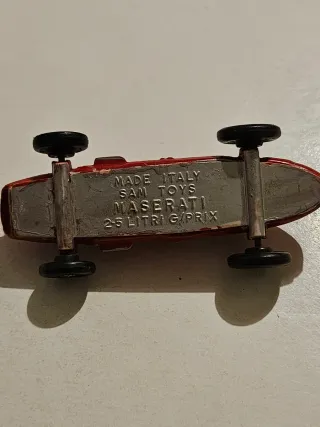 MADE ITALY
SAM TOYS
MASERATI
2.5 LITRI G/PRIX